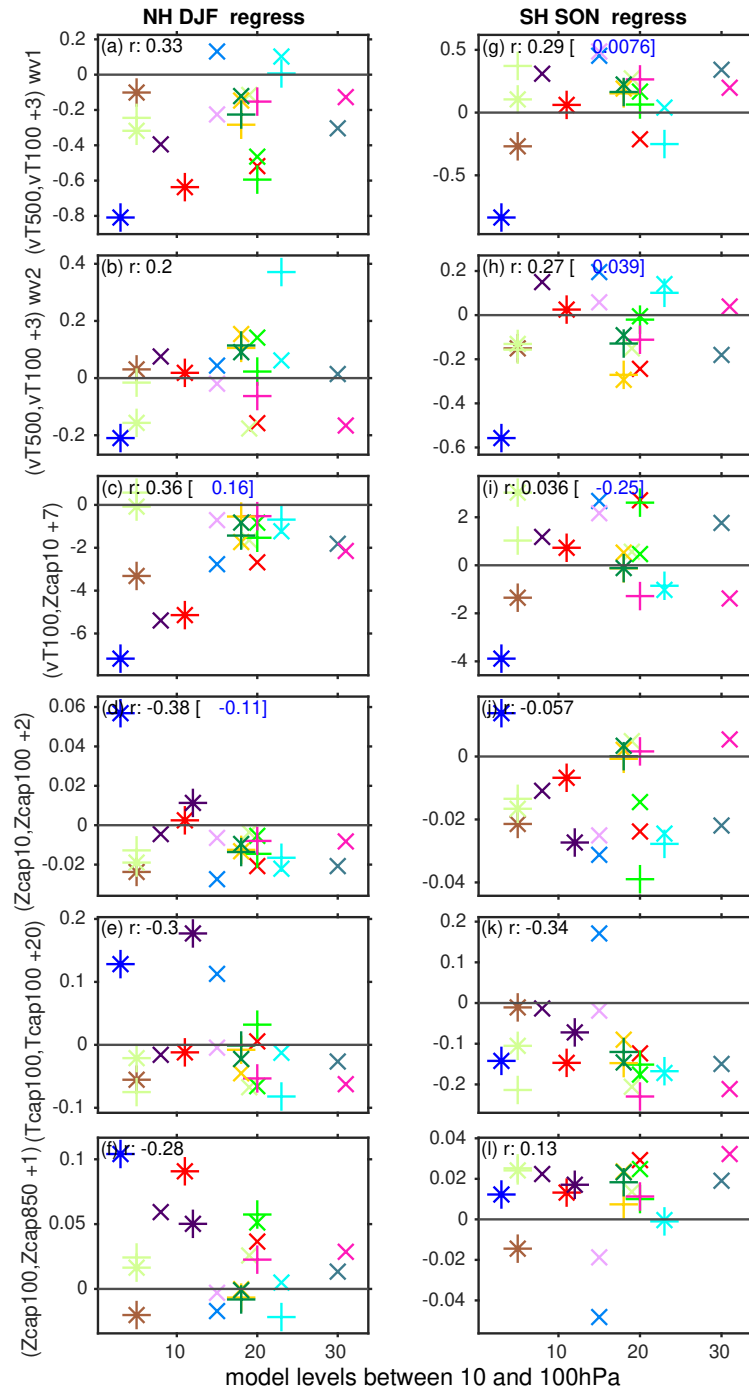 NH DJF regress
SH SON regress
(a) r: 0.33
0.2
0
-0.2
-0.4
-0.6
-0.8
(vT500,vT100 +3) wv1
(g) r: 0.29 [ 0.0076]
0.5
0
-0.5
(b) r: 0.2
0.4
0.2
0
-0.2
(vT500,vT100 +3) wv2
(h) r: 0.27 [ 0.039]
0.2
0
-0.2
-0.4
-0.6
(c) r: 0.36 [ 0.16]
0
-2
-4
-6
(vT100,Zcap10 +7)
(i) r: 0.036 [ -0.25]
2
0
-2
-4
(d) r: -0.38 [ -0.11]
0.06
0.04
0.02
0
-0.02
(Zcap10,Zcap100 +2)
(j) r: -0.057
0
-0.02
-0.04
(e) r: -0.3
0.2
0.1
0
-0.1
(Tcap100,Tcap100 +20)
(k) r: -0.34
0.2
0.1
0
-0.1
-0.2
(f) r: -0.28
0.1
0.05
0
(Zcap100,Zcap850 +1)
(l) r: 0.13
0.04
0.02
0
-0.02
-0.04
10 20 30
10 20 30
model levels between 10 and 100hPa